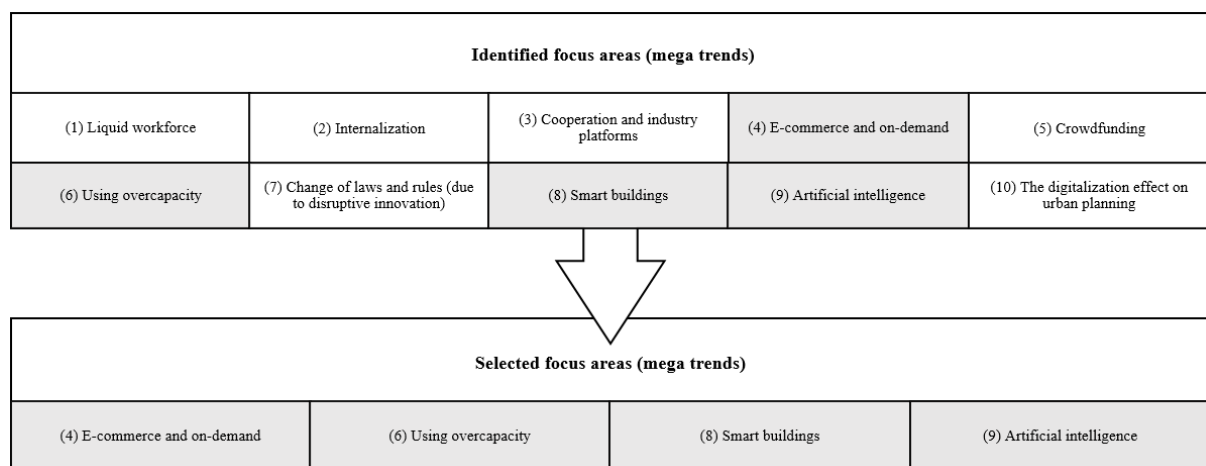 Identified focus areas (mega trends)
(1) Liquid workforce
(2) Internalization
(3) Cooperation and industry
platforms
(4) E-commerce and on-demand
(5) Crowdfunding
(6) Using overcapacity
(7) Change of laws and rules (due
to disruptive innovation)
(8) Smart buildings
(9) Artificial intelligence
(10) The digitalization effect on
urban planning
Selected focus areas (mega trends)
(4) E-commerce and on-demand
(6) Using overcapacity
(8) Smart buildings
(9) Artificial intelligence